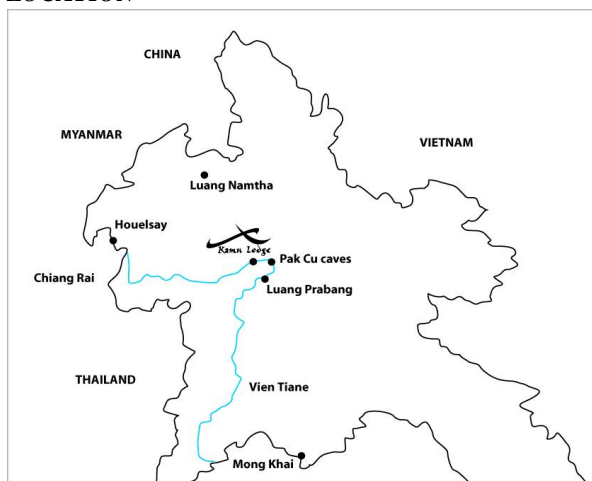 LOCATION
CHINA
MYANMAR
VIETNAM
Luang Namtha
Houelsay
Kamu Lodge
Pak Cu caves
Chiang Rai
Luang Prabang
THAILAND
Vien Tiane
Mong Khai